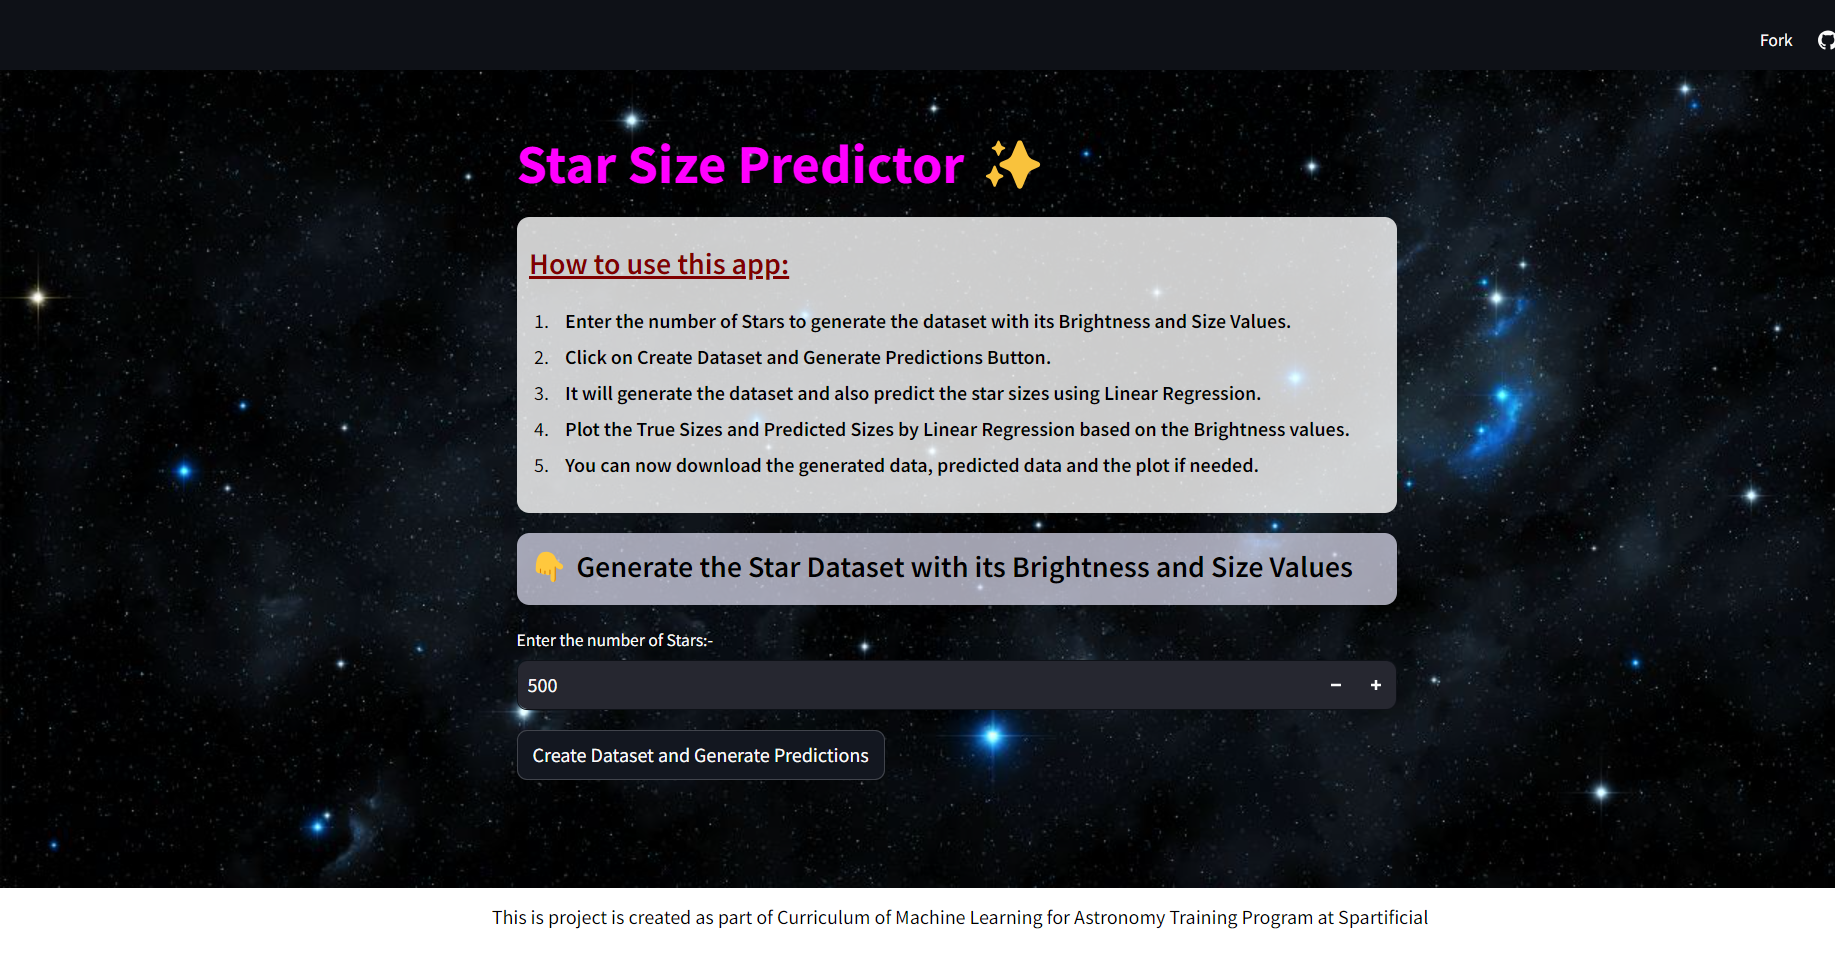 Fork
Star Size Predictor ✨
How to use this app:
1. Enter the number of Stars to generate the dataset with its Brightness and Size Values.
2. Click on Create Dataset and Generate Predictions Button.
3. It will generate the dataset and also predict the star sizes using Linear Regression.
4. Plot the True Sizes and Predicted Sizes by Linear Regression based on the Brightness values.
5. You can now download the generated data, predicted data and the plot if needed.
👇 Generate the Star Dataset with its Brightness and Size Values
Enter the number of Stars:-
500 − +
Create Dataset and Generate Predictions
This is project is created as part of Curriculum of Machine Learning for Astronomy Training Program at Spartificial